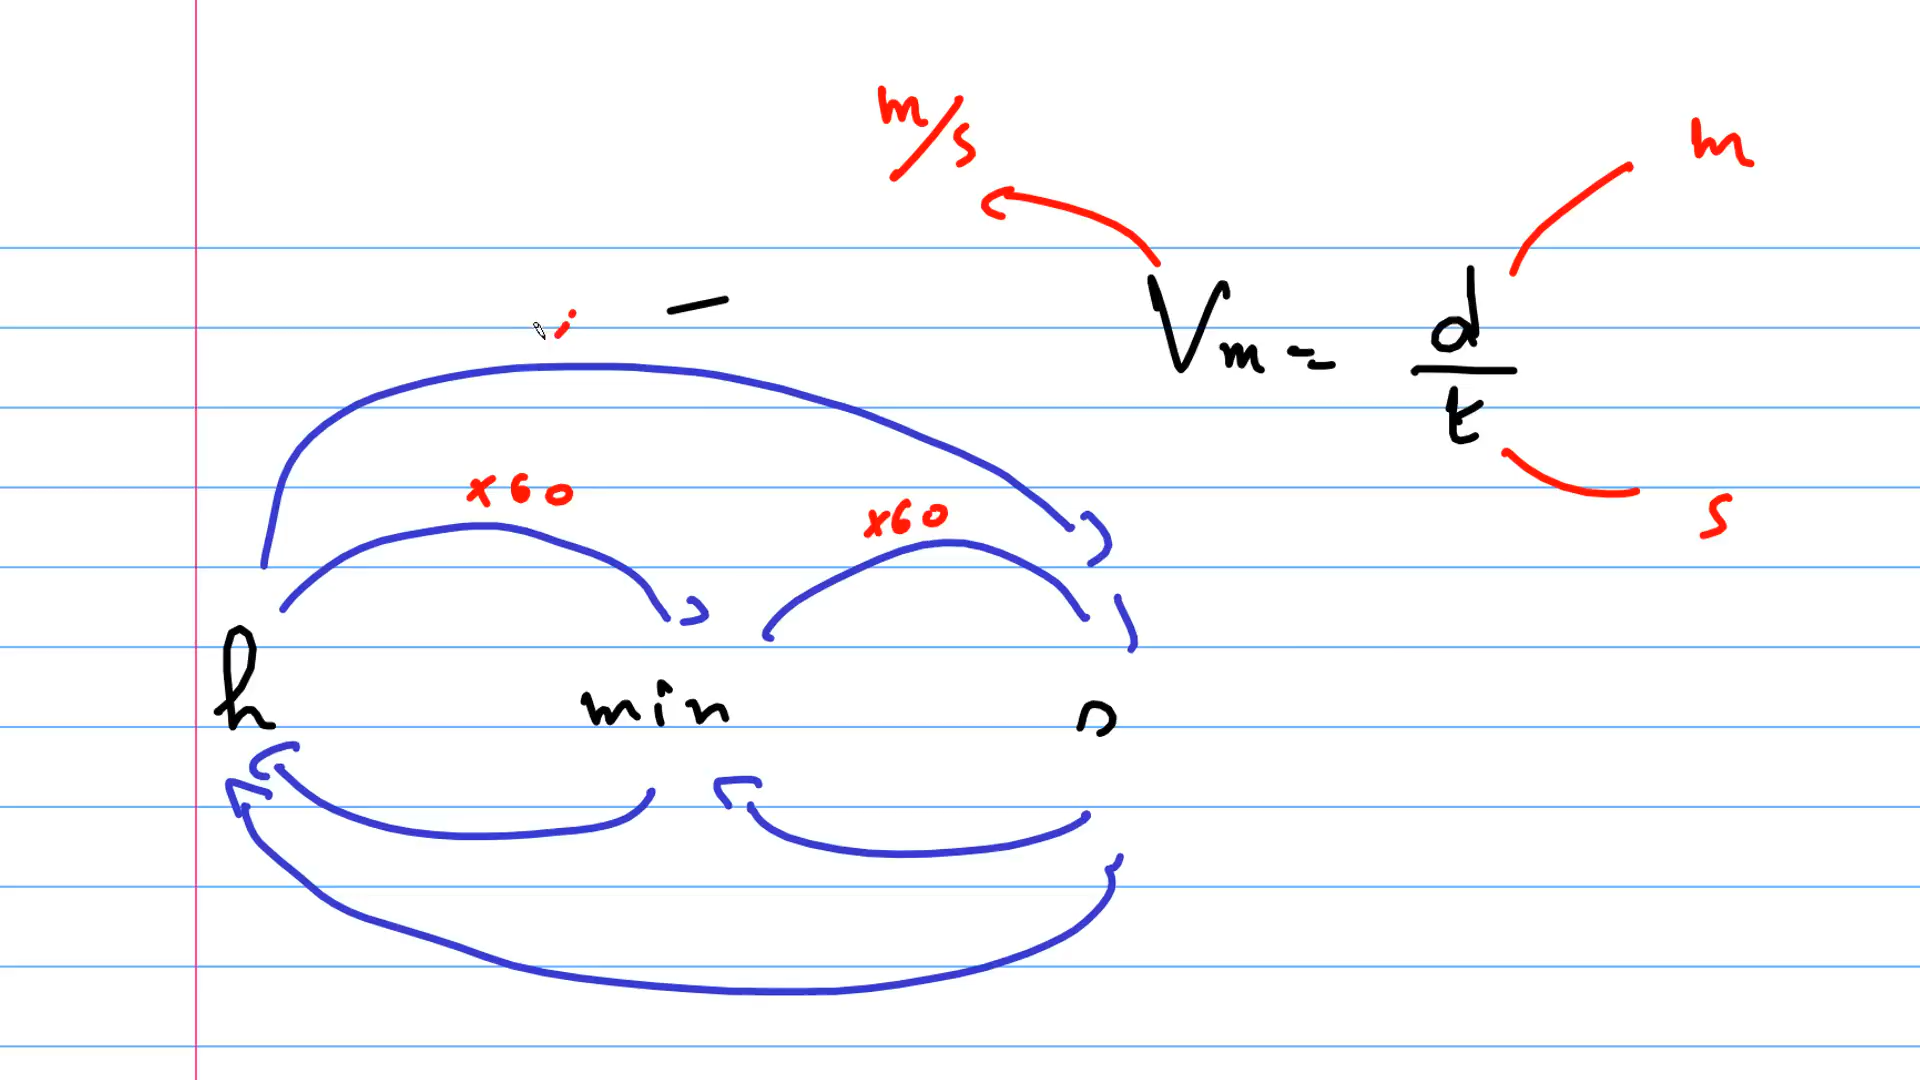 m/s
m
Vm = d/t
x60
x60
s
h min s